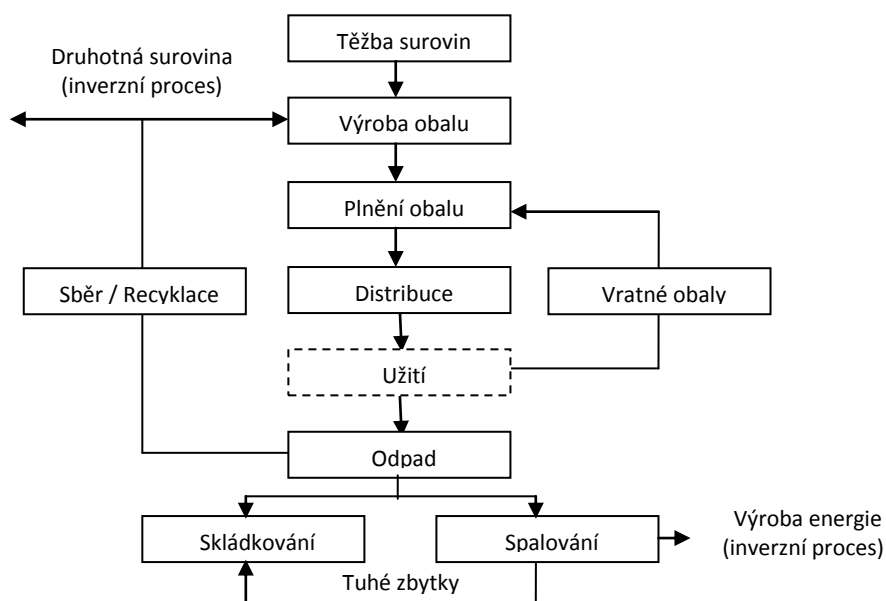 Těžba surovin
Druhotná surovina
(inverzní proces)
Výroba obalu
Plnění obalu
Sběr / Recyklace
Distribuce
Vratné obaly
Užití
Odpad
Skládkování
Spalování
Výroba energie
(inverzní proces)
Tuhé zbytky